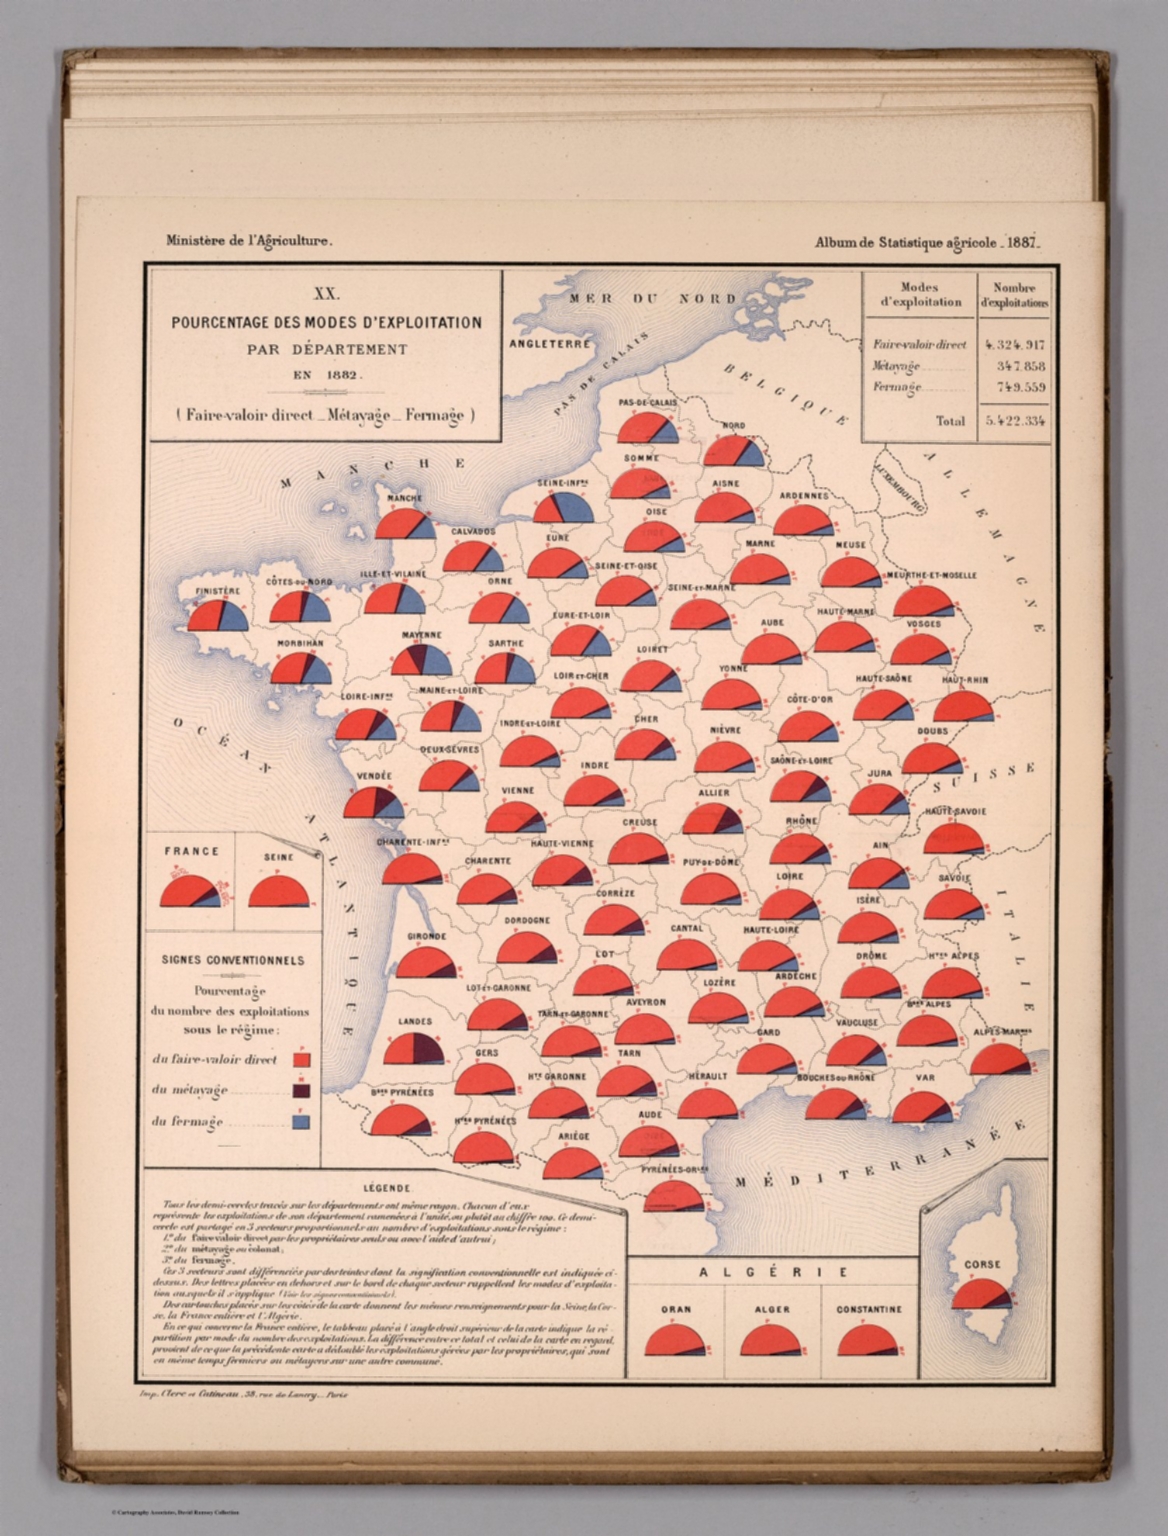 Ministère de l'Agriculture.
Album de Statistique agricole _ 1887_
XX.
POURCENTAGE DES MODES D'EXPLOITATION
PAR DÉPARTEMENT
EN 1882.
( Faire-valoir direct _ Métayage _ Fermage )
Modes d'exploitation
Nombre d'exploitations
Faire-valoir direct 4.324.917
Métayage 347.858
Fermage 749.559
Total 5.422.334
MER DU NORD
ANGLETERRE
PAS DE CALAIS
BELGIQUE
LUXEMBOURG
ALLEMAGNE
MANCHE
PAS-DE-CALAIS
NORD
SOMME
SEINE-INFRE
AISNE
ARDENNES
MANCHE
OISE
CALVADOS
EURE
MARNE
MEUSE
SEINE-ET-OISE
MEURTHE-ET-MOSELLE
FINISTÈRE
CÔTES-DU-NORD
ILLE-ET-VILAINE
ORNE
SEINE-ET-MARNE
EURE-ET-LOIR
AUBE
HAUTE-MARNE
VOSGES
MORBIHAN
MAYENNE
SARTHE
LOIRET
YONNE
LOIR-ET-CHER
HAUTE-SAÔNE
HAUT-RHIN
LOIRE-INFRE
MAINE-ET-LOIRE
CÔTE-D'OR
INDRE-ET-LOIRE
CHER
NIÈVRE
DOUBS
OCÉAN ATLANTIQUE
DEUX-SÈVRES
INDRE
SAÔNE-ET-LOIRE
JURA
SUISSE
VENDÉE
VIENNE
ALLIER
HAUTE-SAVOIE
CREUSE
RHÔNE
CHARENTE-INFRE
HAUTE-VIENNE
AIN
CHARENTE
PUY-DE-DÔME
LOIRE
SAVOIE
CORRÈZE
ISÈRE
ITALIE
DORDOGNE
CANTAL
HAUTE-LOIRE
GIRONDE
LOT
DRÔME
HTES ALPES
ARDÈCHE
LOT-ET-GARONNE
LOZÈRE
AVEYRON
BSES ALPES
LANDES
TARN-ET-GARONNE
GARD
VAUCLUSE
ALPES-MARMES
GERS
TARN
HTE GARONNE
HÉRAULT
BOUCHES-DU-RHÔNE
VAR
BSES PYRÉNÉES
HTES PYRÉNÉES
AUDE
ARIÈGE
PYRÉNÉES-ORLES
MÉDITERRANÉE
FRANCE
SEINE
SIGNES CONVENTIONNELS
Pourcentage
du nombre des exploitations
sous le régime :
du faire-valoir direct
du métayage
du fermage
LÉGENDE
Tous les demi-cercles tracés sur les départements ont même rayon. Chacun d'eux
représente les exploitations de son département ramenées à l'unité, ou plutôt au chiffre 100. Ce demi-
cercle est partagé en 3 secteurs proportionnels au nombre d'exploitations sous le régime :
1º du faire-valoir direct par les propriétaires seuls ou avec l'aide d'autrui ;
2º du métayage ou colonat ;
3º du fermage.
Ces 3 secteurs sont différenciés par des teintes dont la signification conventionnelle est indiquée ci-
dessus. Des lettres placées en dehors et sur le bord de chaque secteur rappellent les modes d'exploita-
tion auxquels il s'applique (Voir les signes conventionnels).
Des cartouches placés sur les côtés de la carte donnent les mêmes renseignements pour la Seine, la Cor-
se, la France entière et l'Algérie.
En ce qui concerne la France entière, le tableau placé à l'angle droit supérieur de la carte indique la ré-
partition par mode du nombre des exploitations. La différence entre ce total et celui de la carte en regard,
provient de ce que la précédente carte a dédoublé les exploitations gérées par les propriétaires, qui sont
en même temps fermiers ou métayers sur une autre commune.
ALGÉRIE
ORAN
ALGER
CONSTANTINE
CORSE
Imp. Clerc et Catineau . 38. rue de Lancry _ Paris
© Cartography Associates, David Rumsey Collection